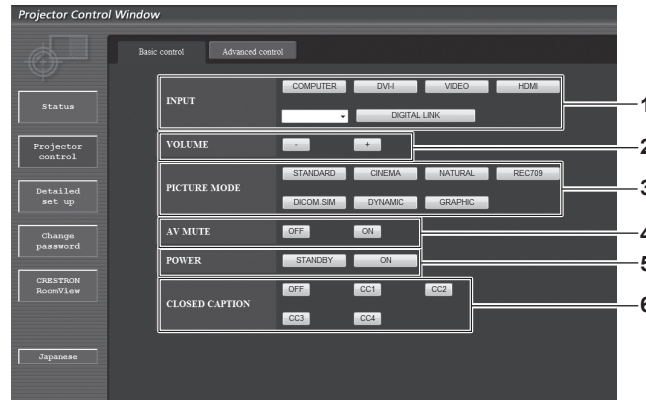 Projector Control Window
Basic control Advanced control
Status
Projector control
Detailed set up
Change password
CRESTRON RoomView
Japanese
INPUT COMPUTER DVI-I VIDEO HDMI
DIGITAL LINK
1
VOLUME - + 2
PICTURE MODE STANDARD CINEMA NATURAL REC709
DICOM SIM DYNAMIC GRAPHIC
3
AV MUTE OFF ON 4
POWER STANDBY ON 5
CLOSED CAPTION OFF CC1 CC2
CC3 CC4
6